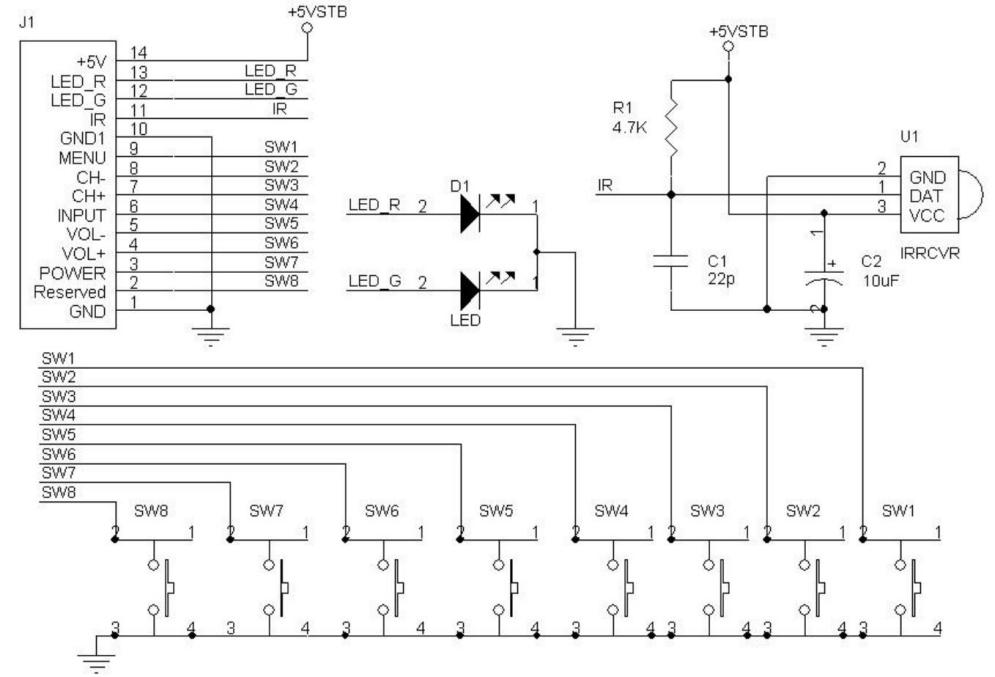 J1
+5VSTB
+5V 14
LED_R 13 LED_R
LED_G 12 LED_G
IR 11 IR
GND1 10
MENU 9 SW1
CH- 8 SW2
CH+ 7 SW3
INPUT 6 SW4
VOL- 5 SW5
VOL+ 4 SW6
POWER 3 SW7
Reserved 2 SW8
GND 1
D1
LED_R 2 1
LED_G 2 1
LED
+5VSTB
R1
4.7K
U1
IR
2 GND
1 DAT
3 VCC
IRRCVR
C1
22p
1
+
C2
10uF
2
SW1
SW2
SW3
SW4
SW5
SW6
SW7
SW8
SW8 SW7 SW6 SW5 SW4 SW3 SW2 SW1
2 1 2 1 2 1 2 1 2 1 2 1 2 1 2 1
3 4 3 4 3 4 3 4 3 4 3 4 3 4 3 4